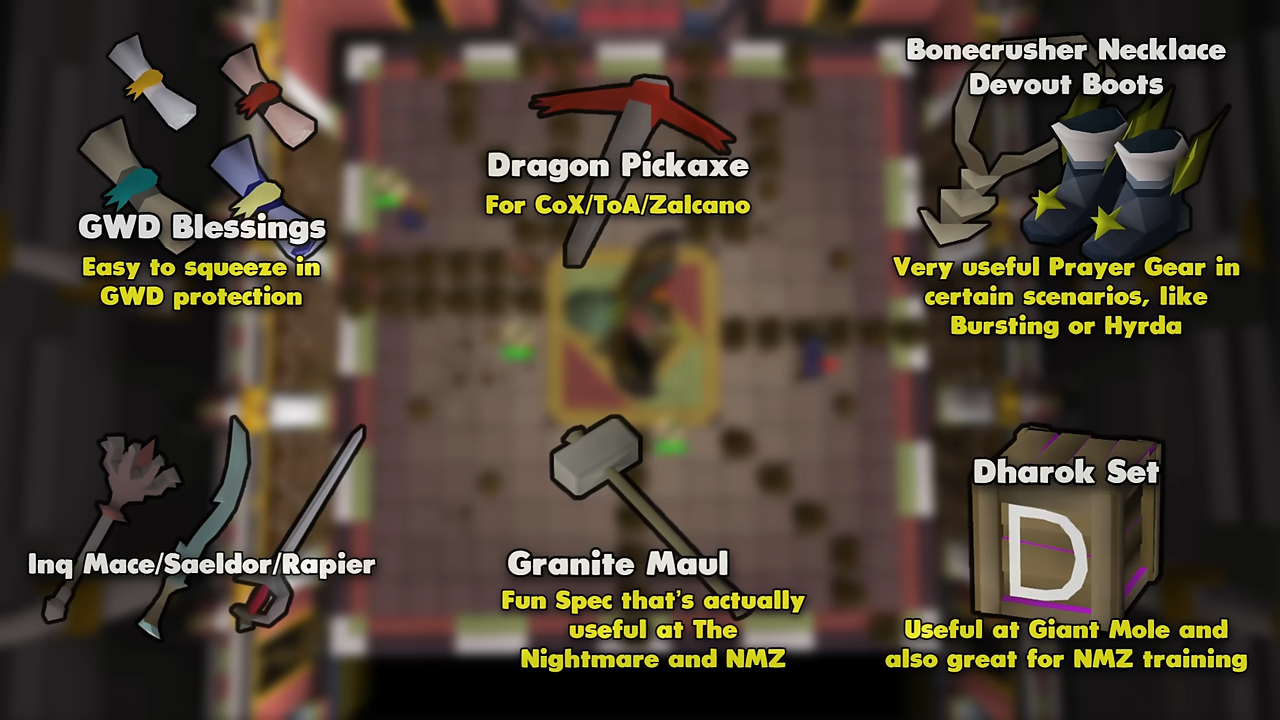 GWD Blessings
Easy to squeeze in
GWD protection
Dragon Pickaxe
For CoX/ToA/Zalcano
Bonecrusher Necklace
Devout Boots
Very useful Prayer Gear in
certain scenarios, like
Bursting or Hyrda
Inq Mace/Saeldor/Rapier
Granite Maul
Fun Spec that's actually
useful at The
Nightmare and NMZ
Dharok Set
D
Useful at Giant Mole and
also great for NMZ training